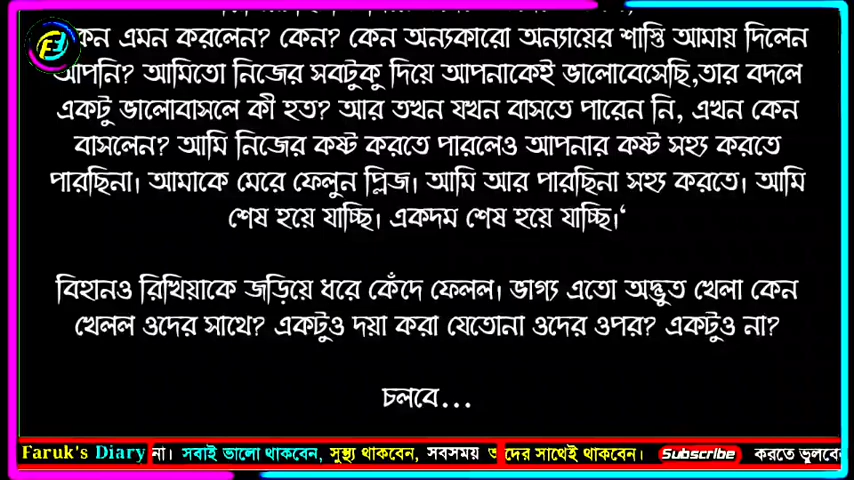 কেন এমন করলেন? কেন? কেন অন্যকারো অন্যায়ের শাস্তি আমায় দিলেন
আপনি? আমিতো নিজের সবটুকু দিয়ে আপনাকেই ভালোবেসেছি,তার বদলে
একটু ভালোবাসলে কী হত? আর তখন যখন বাসতে পারেন নি, এখন কেন
বাসলেন? আমি নিজের কষ্ট করতে পারলেও আপনার কষ্ট সহ্য করতে
পারছিনা। আমাকে মেরে ফেলুন প্লিজ। আমি আর পারছিনা সহ্য করতে। আমি
শেষ হয়ে যাচ্ছি। একদম শেষ হয়ে যাচ্ছি।‘
বিহানও রিখিয়াকে জড়িয়ে ধরে কেঁদে ফেলল। ভাগ্য এতো অদ্ভুত খেলা কেন
খেলল ওদের সাথে? একটুও দয়া করা যেতোনা ওদের ওপর? একটুও না?
চলবে...
Faruk's Diary না। সবাই ভালো থাকবেন, সুস্থ্য থাকবেন, সবসময় দের সাথেই থাকবেন। Subscribe করতে ভুলবে